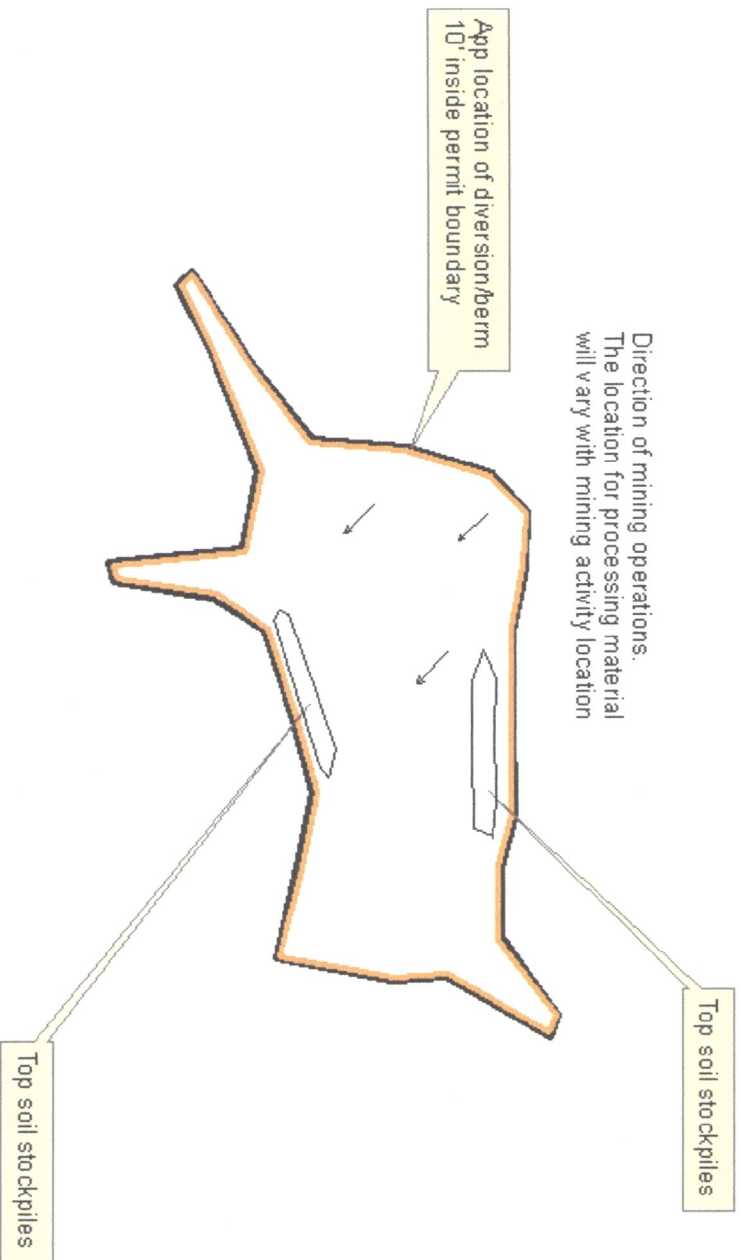 App location of diversion/berm
10' inside permit boundary
Direction of mining operations.
The location for processing material
will vary with mining activity location
Top soil stockpiles
Top soil stockpiles